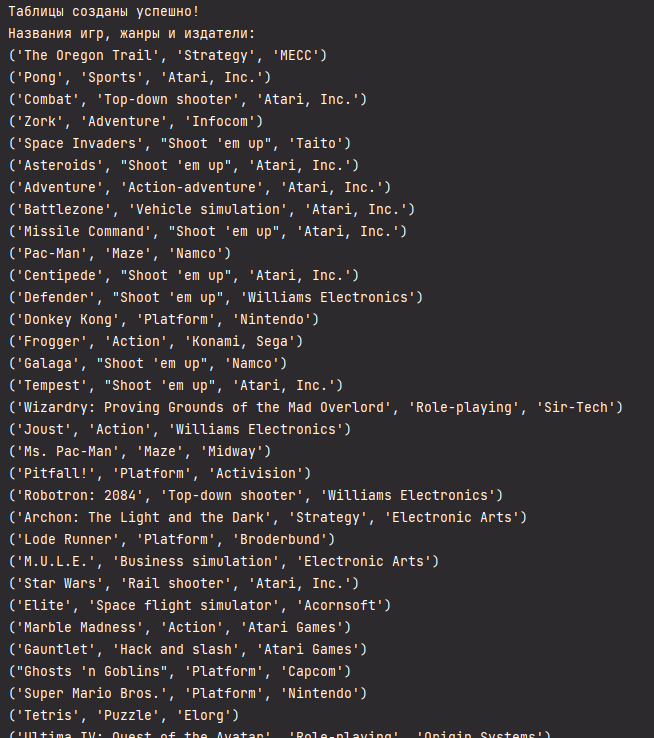 Таблицы созданы успешно!
Названия игр, жанры и издатели:
('The Oregon Trail', 'Strategy', 'MECC')
('Pong', 'Sports', 'Atari, Inc.')
('Combat', 'Top-down shooter', 'Atari, Inc.')
('Zork', 'Adventure', 'Infocom')
('Space Invaders', "Shoot 'em up", 'Taito')
('Asteroids', "Shoot 'em up", 'Atari, Inc.')
('Adventure', 'Action-adventure', 'Atari, Inc.')
('Battlezone', 'Vehicle simulation', 'Atari, Inc.')
('Missile Command', "Shoot 'em up", 'Atari, Inc.')
('Pac-Man', 'Maze', 'Namco')
('Centipede', "Shoot 'em up", 'Atari, Inc.')
('Defender', "Shoot 'em up", 'Williams Electronics')
('Donkey Kong', 'Platform', 'Nintendo')
('Frogger', 'Action', 'Konami, Sega')
('Galaga', "Shoot 'em up", 'Namco')
('Tempest', "Shoot 'em up", 'Atari, Inc.')
('Wizardry: Proving Grounds of the Mad Overlord', 'Role-playing', 'Sir-Tech')
('Joust', 'Action', 'Williams Electronics')
('Ms. Pac-Man', 'Maze', 'Midway')
('Pitfall!', 'Platform', 'Activision')
('Robotron: 2084', 'Top-down shooter', 'Williams Electronics')
('Archon: The Light and the Dark', 'Strategy', 'Electronic Arts')
('Lode Runner', 'Platform', 'Broderbund')
('M.U.L.E.', 'Business simulation', 'Electronic Arts')
('Star Wars', 'Rail shooter', 'Atari, Inc.')
('Elite', 'Space flight simulator', 'Acornsoft')
('Marble Madness', 'Action', 'Atari Games')
('Gauntlet', 'Hack and slash', 'Atari Games')
("Ghosts 'n Goblins", 'Platform', 'Capcom')
('Super Mario Bros.', 'Platform', 'Nintendo')
('Tetris', 'Puzzle', 'Elorg')
('Ultima IV: Quest of the Avatar', 'Role-playing', 'Origin Systems')